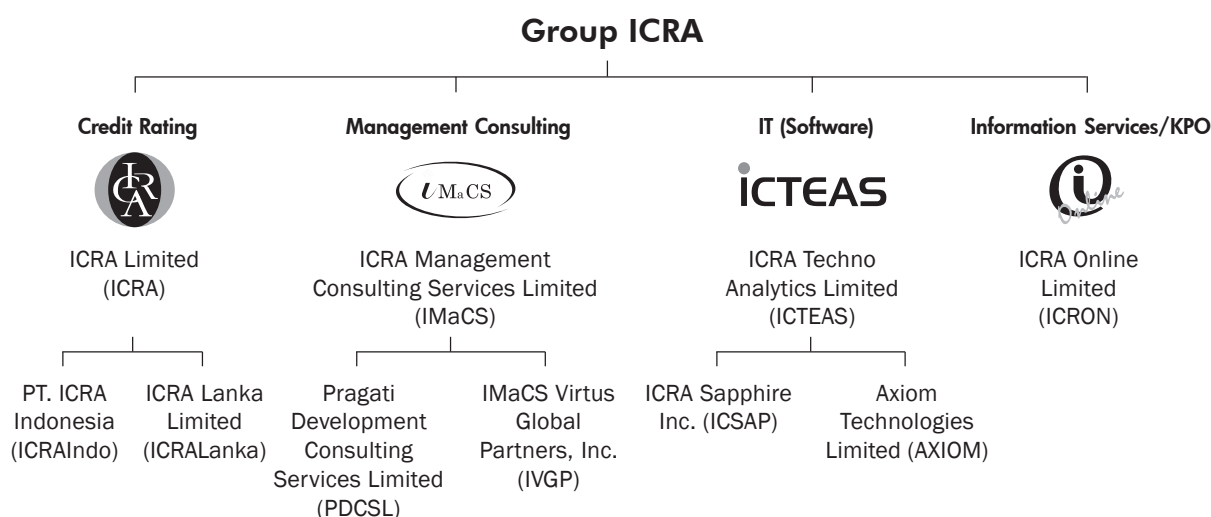 Group ICRA
Credit Rating
Management Consulting
IT (Software)
Information Services/KPO
ICRA
IMaCS
ICTEAS
i
Online
ICRA Limited
(ICRA)
ICRA Management
Consulting Services Limited
(IMaCS)
ICRA Techno
Analytics Limited
(ICTEAS)
ICRA Online
Limited
(ICRON)
PT. ICRA
Indonesia
(ICRAIndo)
ICRA Lanka
Limited
(ICRALanka)
Pragati
Development
Consulting
Services Limited
(PDCSL)
IMaCS Virtus
Global
Partners, Inc.
(IVGP)
ICRA Sapphire
Inc. (ICSAP)
Axiom
Technologies
Limited (AXIOM)